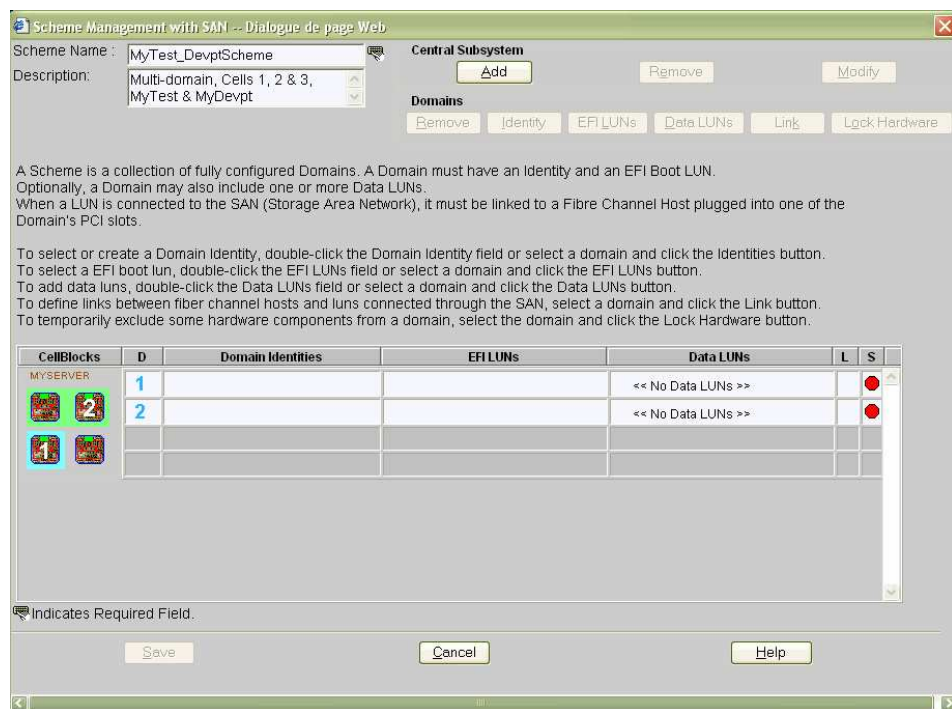 Scheme Management with SAN -- Dialogue de page Web
Scheme Name :
MyTest_DevptScheme
Description:
Multi-domain, Cells 1, 2 & 3,
MyTest & MyDevpt
Central Subsystem
Add Remove Modify
Domains
Remove Identity EFI LUNs Data LUNs Link Lock Hardware
A Scheme is a collection of fully configured Domains. A Domain must have an Identity and an EFI Boot LUN.
Optionally, a Domain may also include one or more Data LUNs.
When a LUN is connected to the SAN (Storage Area Network), it must be linked to a Fibre Channel Host plugged into one of the
Domain's PCI slots.
To select or create a Domain Identity, double-click the Domain Identity field or select a domain and click the Identities button.
To select a EFI boot lun, double-click the EFI LUNs field or select a domain and click the EFI LUNs button.
To add data luns, double-click the Data LUNs field or select a domain and click the Data LUNs button.
To define links between fiber channel hosts and luns connected through the SAN, select a domain and click the Link button.
To temporarily exclude some hardware components from a domain, select the domain and click the Lock Hardware button.
CellBlocks D Domain Identities EFI LUNs Data LUNs L S
MYSERVER
1 << No Data LUNs >>
2
2 << No Data LUNs >>
1
Indicates Required Field.
Save Cancel Help